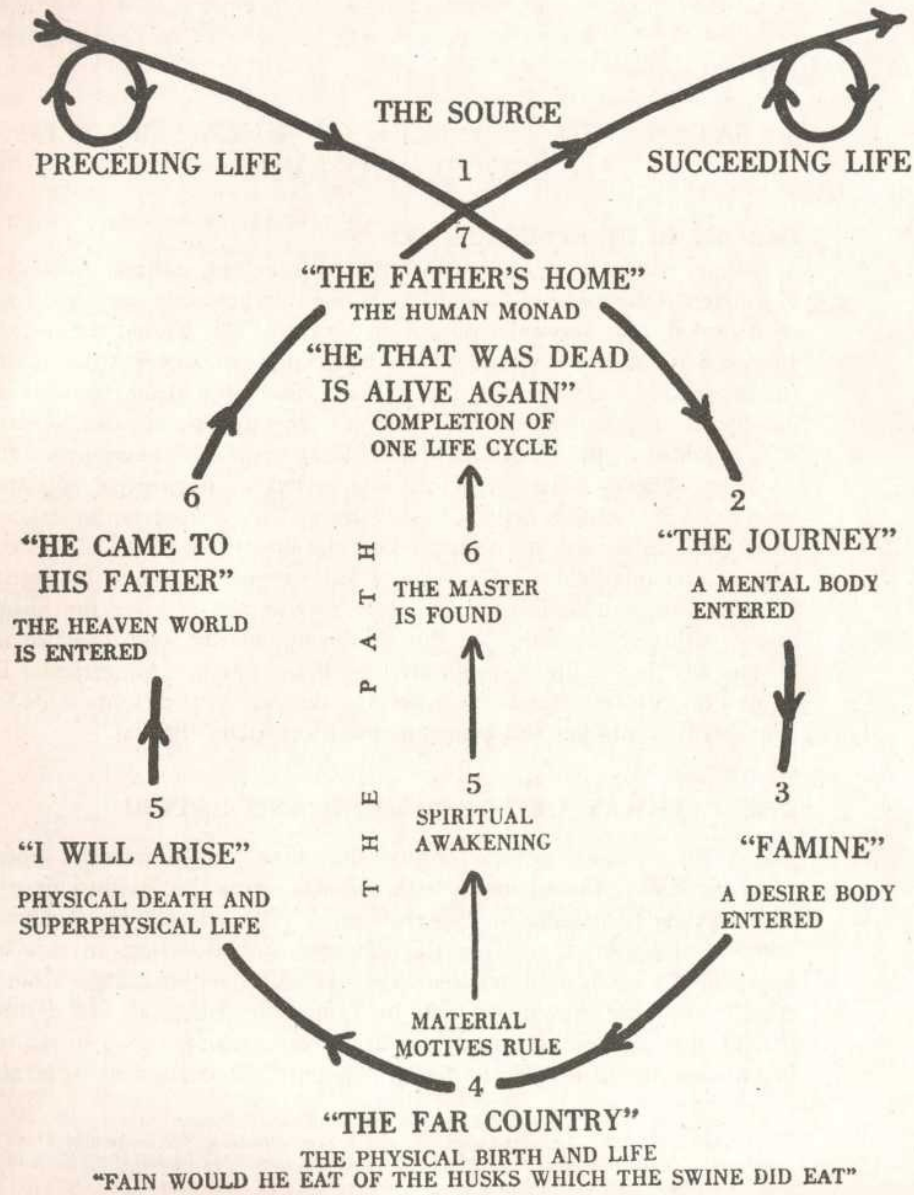 THE SOURCE
PRECEDING LIFE
1
SUCCEEDING LIFE
7
“THE FATHER’S HOME”
THE HUMAN MONAD
“HE THAT WAS DEAD
IS ALIVE AGAIN”
COMPLETION OF
ONE LIFE CYCLE
6
“HE CAME TO
HIS FATHER”
THE HEAVEN WORLD
IS ENTERED
THE PATH
6
THE MASTER
IS FOUND
2
“THE JOURNEY”
A MENTAL BODY
ENTERED
5
“I WILL ARISE”
PHYSICAL DEATH AND
SUPERPHYSICAL LIFE
5
SPIRITUAL
AWAKENING
3
“FAMINE”
A DESIRE BODY
ENTERED
MATERIAL
MOTIVES RULE
4
“THE FAR COUNTRY”
THE PHYSICAL BIRTH AND LIFE
“FAIN WOULD HE EAT OF THE HUSKS WHICH THE SWINE DID EAT”